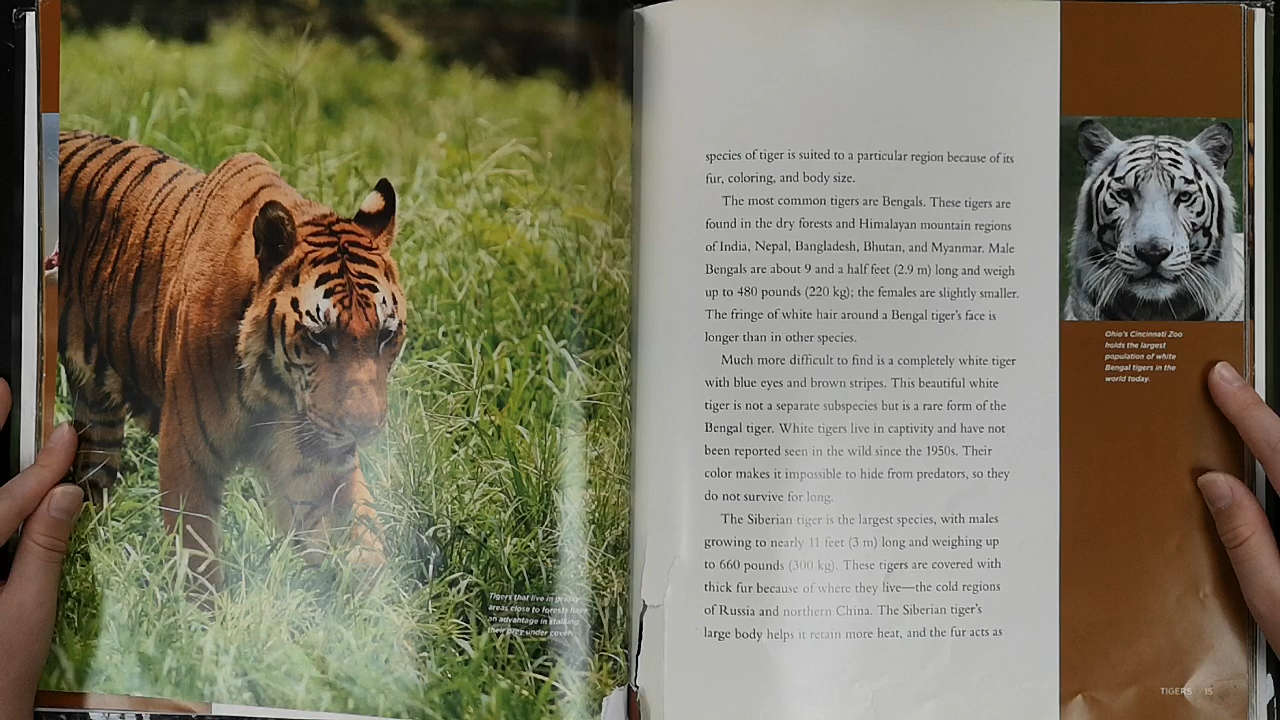 Tigers that live in grassy
areas close to forests have
an advantage in stalking
their prey under cover.
species of tiger is suited to a particular region because of its
fur, coloring, and body size.
The most common tigers are Bengals. These tigers are
found in the dry forests and Himalayan mountain regions
of India, Nepal, Bangladesh, Bhutan, and Myanmar. Male
Bengals are about 9 and a half feet (2.9 m) long and weigh
up to 480 pounds (220 kg); the females are slightly smaller.
The fringe of white hair around a Bengal tiger's face is
longer than in other species.
Much more difficult to find is a completely white tiger
with blue eyes and brown stripes. This beautiful white
tiger is not a separate subspecies but is a rare form of the
Bengal tiger. White tigers live in captivity and have not
been reported seen in the wild since the 1950s. Their
color makes it impossible to hide from predators, so they
do not survive for long.
The Siberian tiger is the largest species, with males
growing to nearly 11 feet (3 m) long and weighing up
to 660 pounds (300 kg). These tigers are covered with
thick fur because of where they live—the cold regions
of Russia and northern China. The Siberian tiger's
large body helps it retain more heat, and the fur acts as
Ohio's Cincinnati Zoo
holds the largest
population of white
Bengal tigers in the
world today.
TIGERS 15